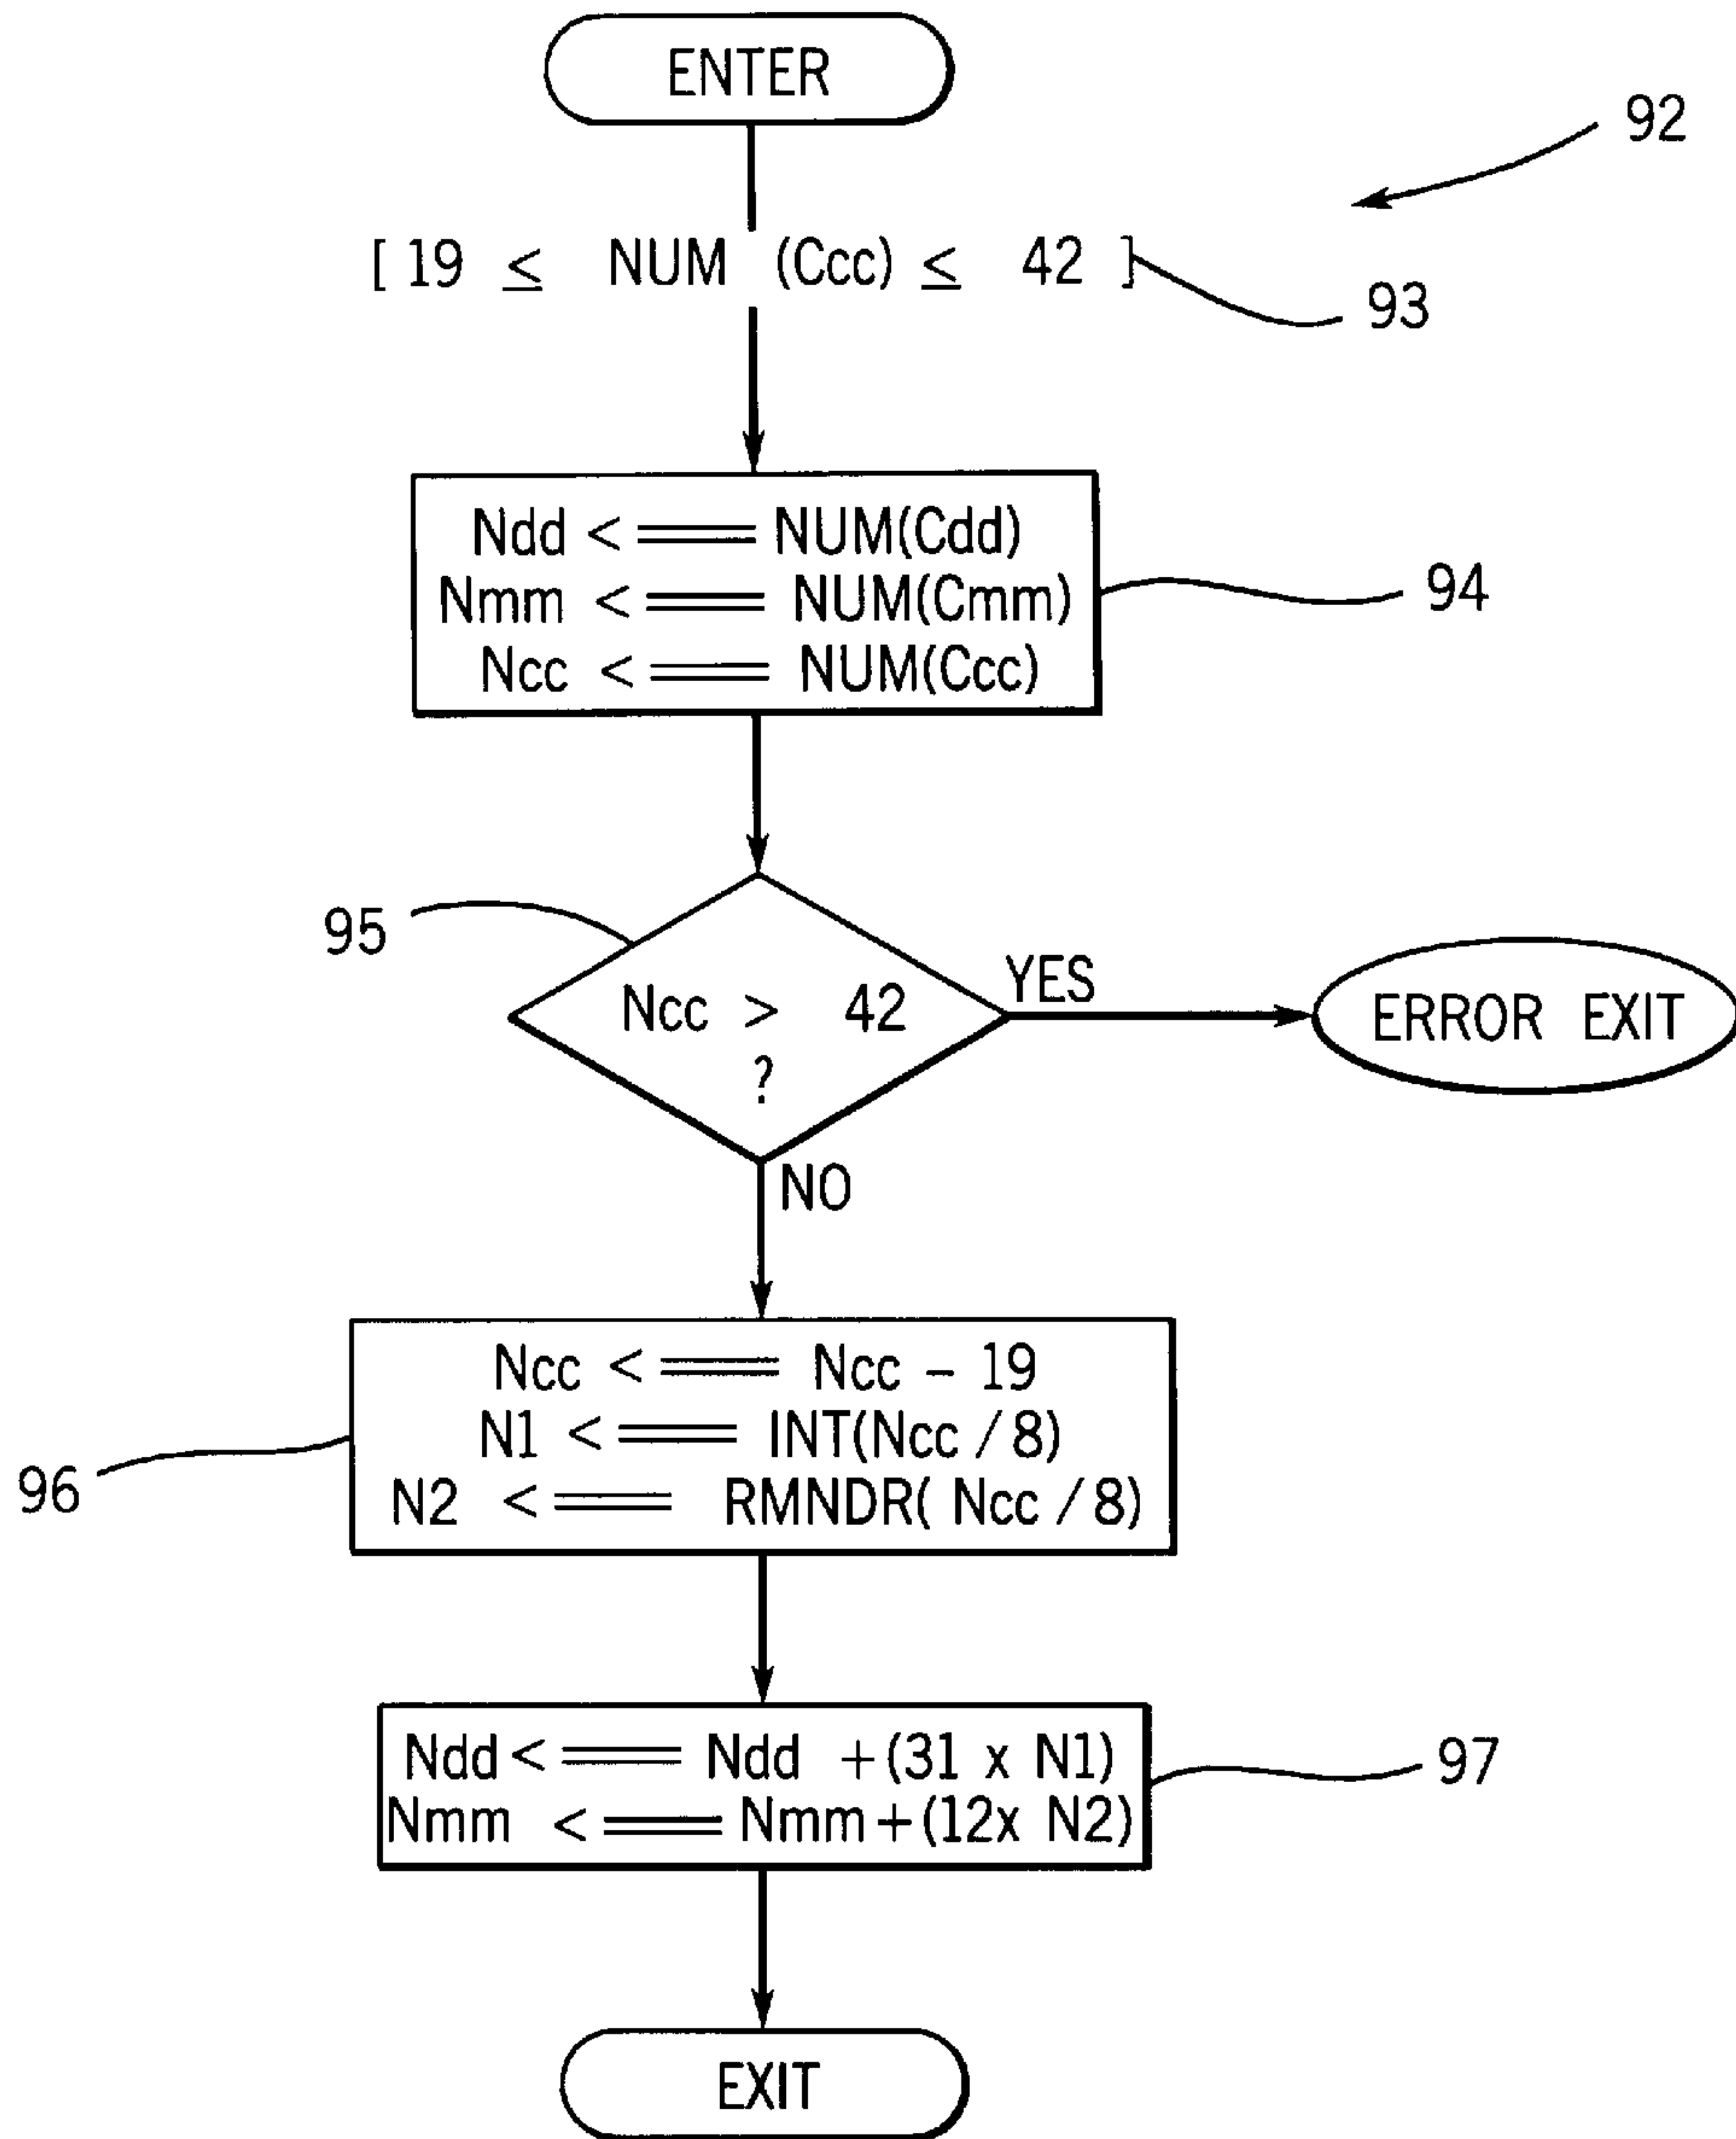 ENTER
92
[ 19 ≤ NUM (Ccc) ≤ 42 ]
93
Ndd <═══ NUM(Cdd)
Nmm <═══ NUM(Cmm)
Ncc <═══ NUM(Ccc)
94
95
Ncc > 42
?
YES
ERROR EXIT
NO
Ncc <═══ Ncc - 19
N1 <═══ INT(Ncc /8)
N2 <═══ RMNDR( Ncc /8)
96
Ndd <═══ Ndd +(31 x N1)
Nmm <═══ Nmm+(12x N2)
97
EXIT